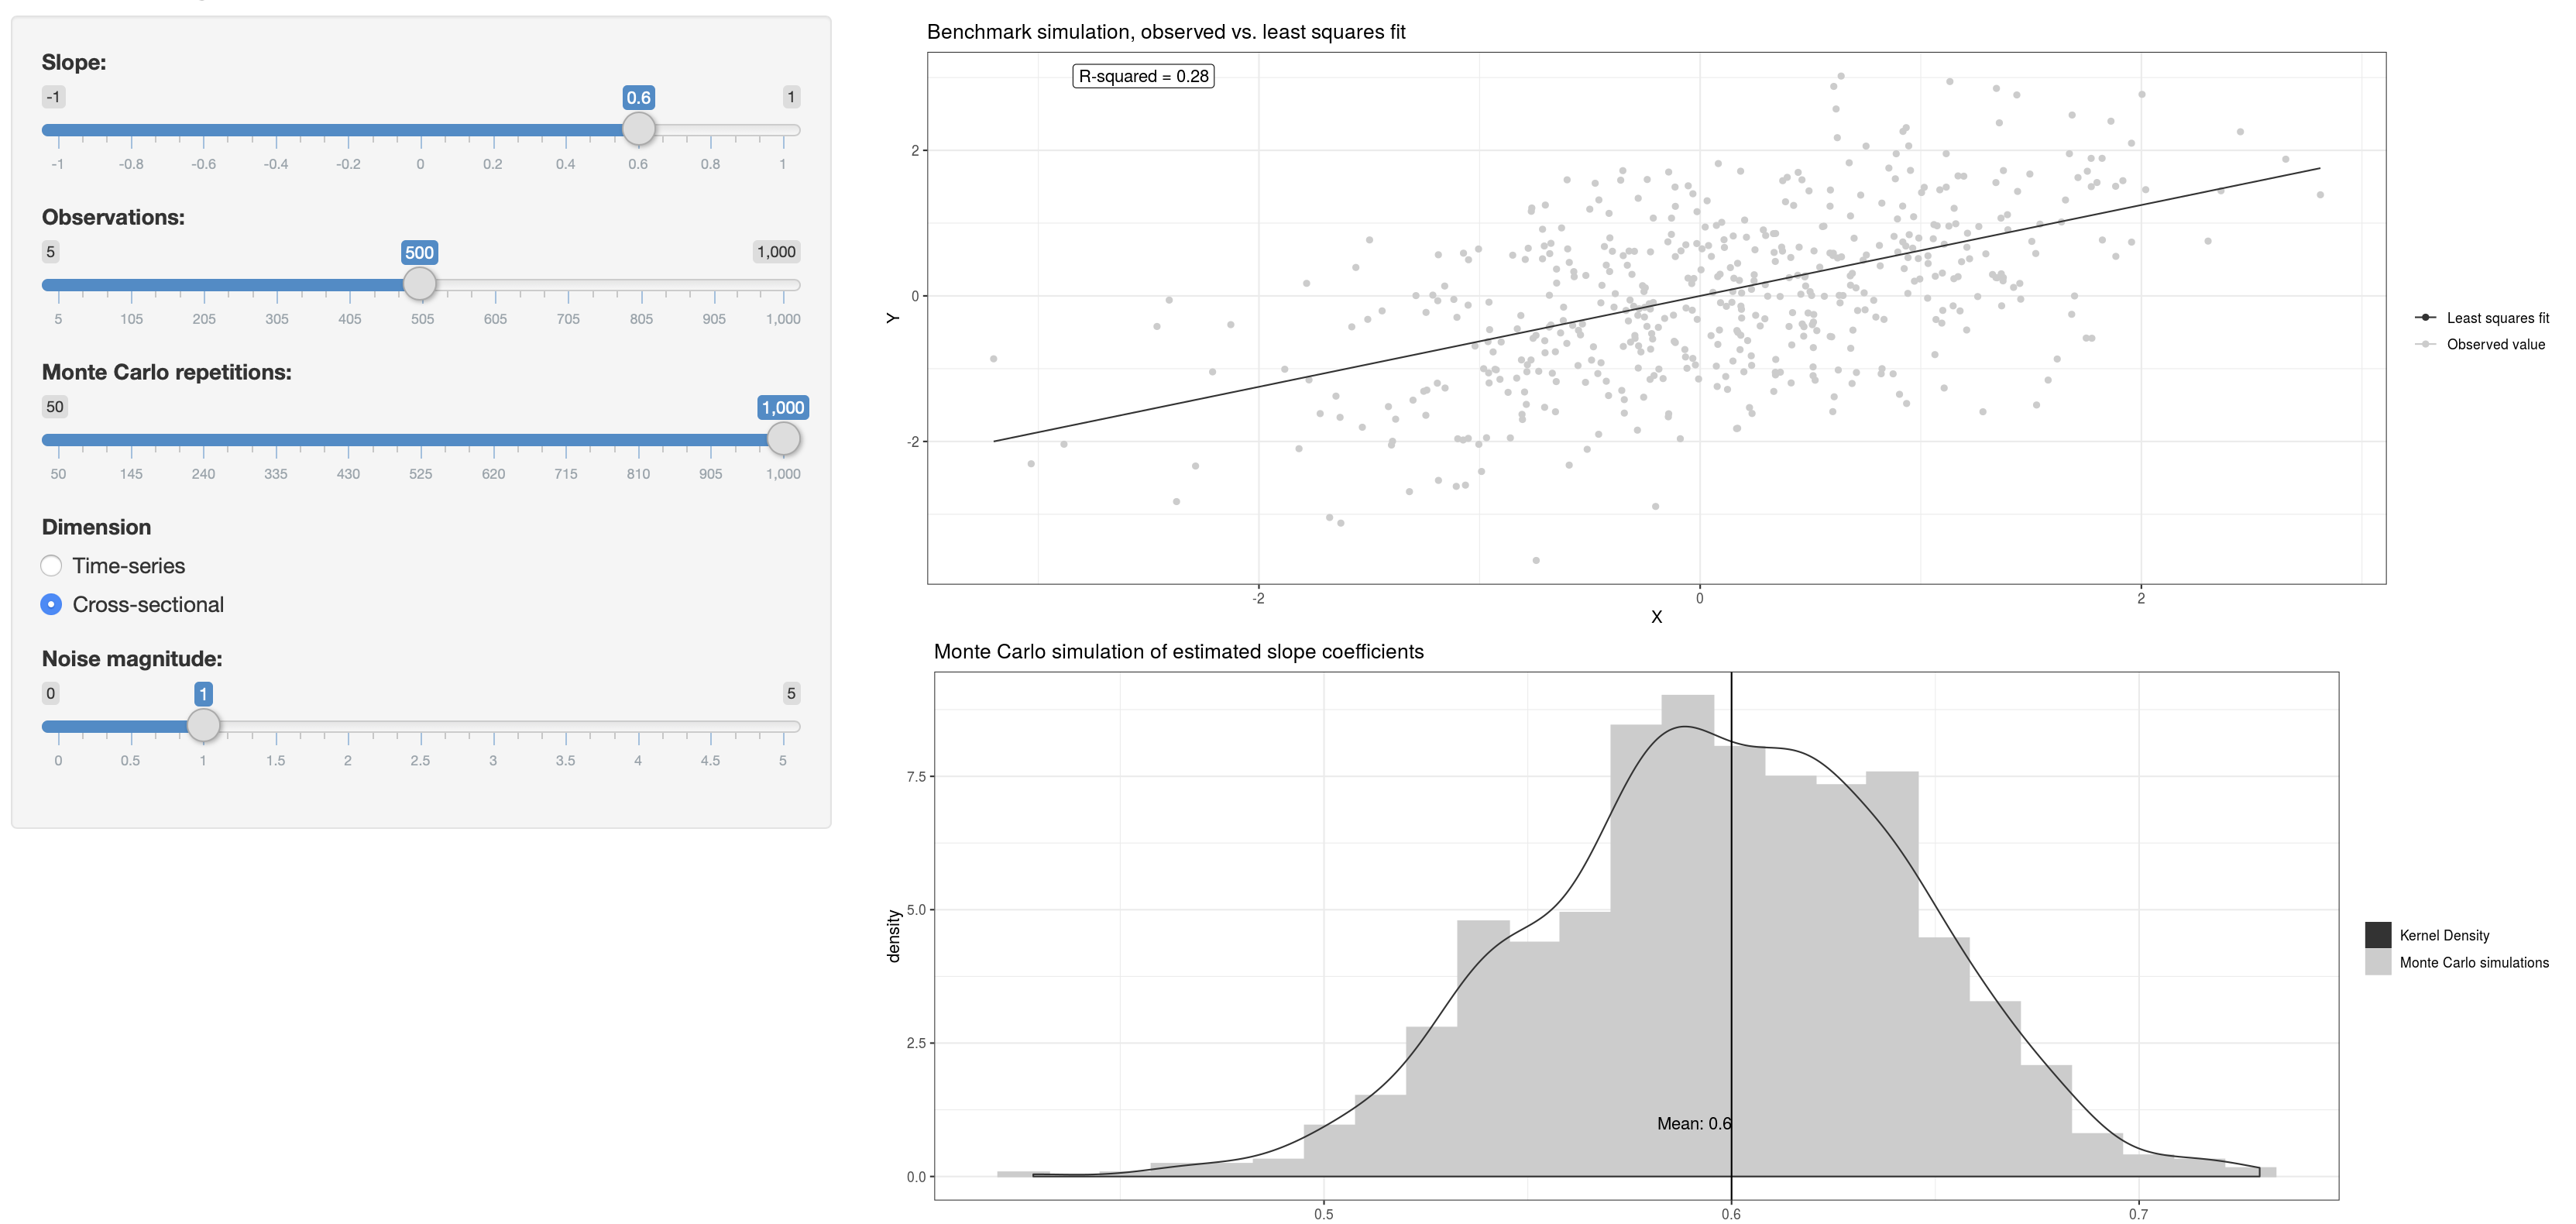 Slope:
-1 0.6 1
-1 -0.8 -0.6 -0.4 -0.2 0 0.2 0.4 0.6 0.8 1
Observations:
5 500 1,000
5 105 205 305 405 505 605 705 805 905 1,000
Monte Carlo repetitions:
50 1,000
50 145 240 335 430 525 620 715 810 905 1,000
Dimension
Time-series
Cross-sectional
Noise magnitude:
0 1 5
0 0.5 1 1.5 2 2.5 3 3.5 4 4.5 5
Benchmark simulation, observed vs. least squares fit
R-squared = 0.28
2
0
-2
Y
-2 0 2
X
Least squares fit
Observed value
Monte Carlo simulation of estimated slope coefficients
7.5
5.0
2.5
0.0
density
Mean: 0.6
0.5 0.6 0.7
Kernel Density
Monte Carlo simulations